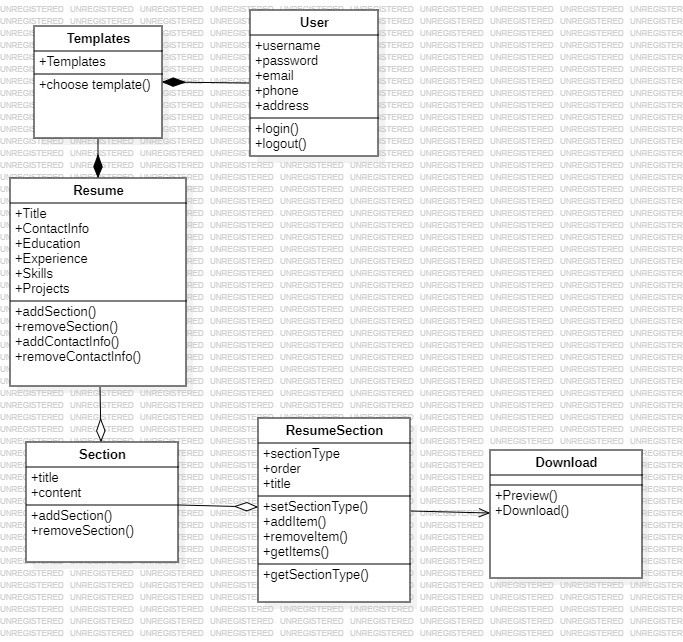 Templates
+Templates
+choose template()
User
+username
+password
+email
+phone
+address
+login()
+logout()
Resume
+Title
+ContactInfo
+Education
+Experience
+Skills
+Projects
+addSection()
+removeSection()
+addContactInfo()
+removeContactInfo()
Section
+title
+content
+addSection()
+removeSection()
ResumeSection
+sectionType
+order
+title
+setSectionType()
+addItem()
+removeItem()
+getItems()
+getSectionType()
Download
+Preview()
+Download()
UNREGISTERED